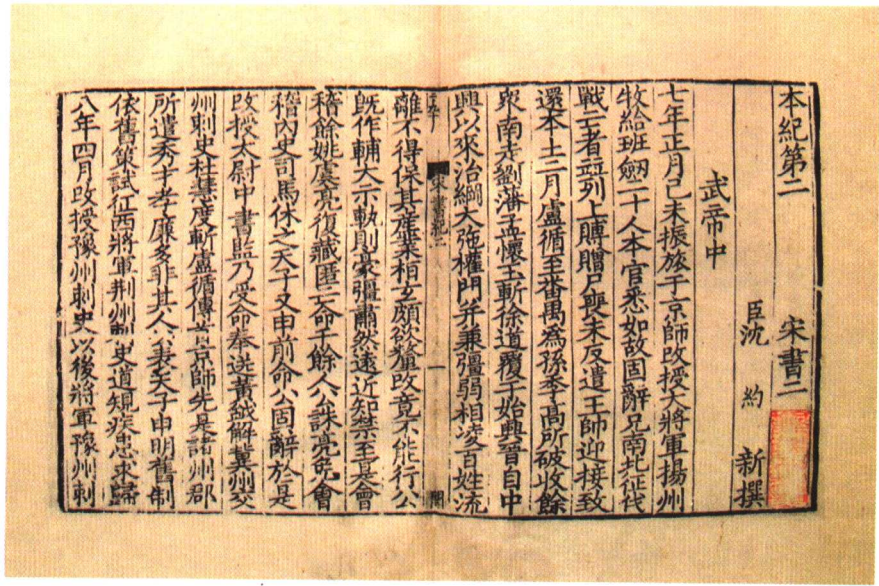 本紀第二 宋書二
臣沈 約 新撰
武帝中
七年正月己未振旅于京師改授大將軍揚州
牧給班劒二十人本官悉如故固辭凡南北征伐
戰亡者竝列上賻贈尸喪未反遣王師迎接致
還本土二月盧循至番禺爲孫季高所破收餘
衆南走劉藩孟懷玉斬徐道覆于始興晉自中
興以來治綱大弛權門并兼彊弱相凌百姓流
離不得保其產業桓玄頗欲釐改竟不能行公
旣作輔大示軌則豪彊肅然遠近知禁至是會
稽餘姚虞亮復藏匿亡命千餘人公誅亮免會
稽內史司馬休之天子又申前命公固辭於是
改授太尉中書監乃受命奉送黃鉞解冀州交
州刺史杜慧度斬盧循傳首京師先是諸州郡
所遣秀才孝廉多非其人公表天子申明舊制
依舊策試征西將軍荆州刺史道規疾患求歸
八年四月改授豫州刺史以後將軍豫州刺
宋書紀二
一